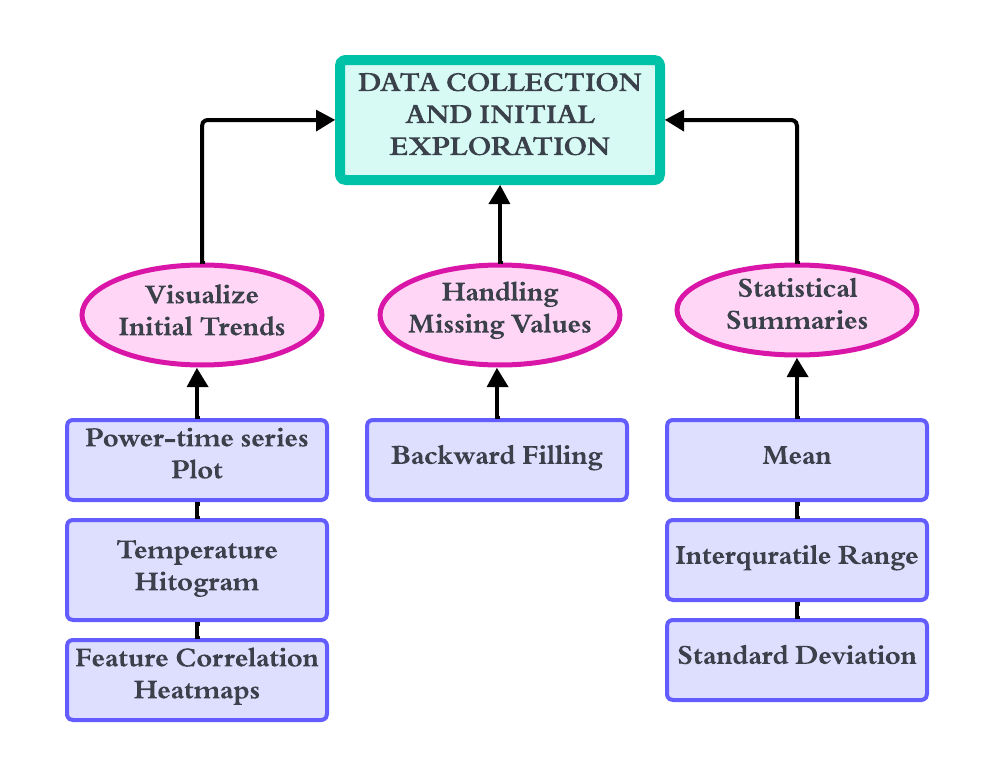 DATA COLLECTION
AND INITIAL
EXPLORATION
Visualize
Initial Trends
Handling
Missing Values
Statistical
Summaries
Power-time series
Plot
Backward Filling
Mean
Temperature
Hitogram
Interquratile Range
Feature Correlation
Heatmaps
Standard Deviation